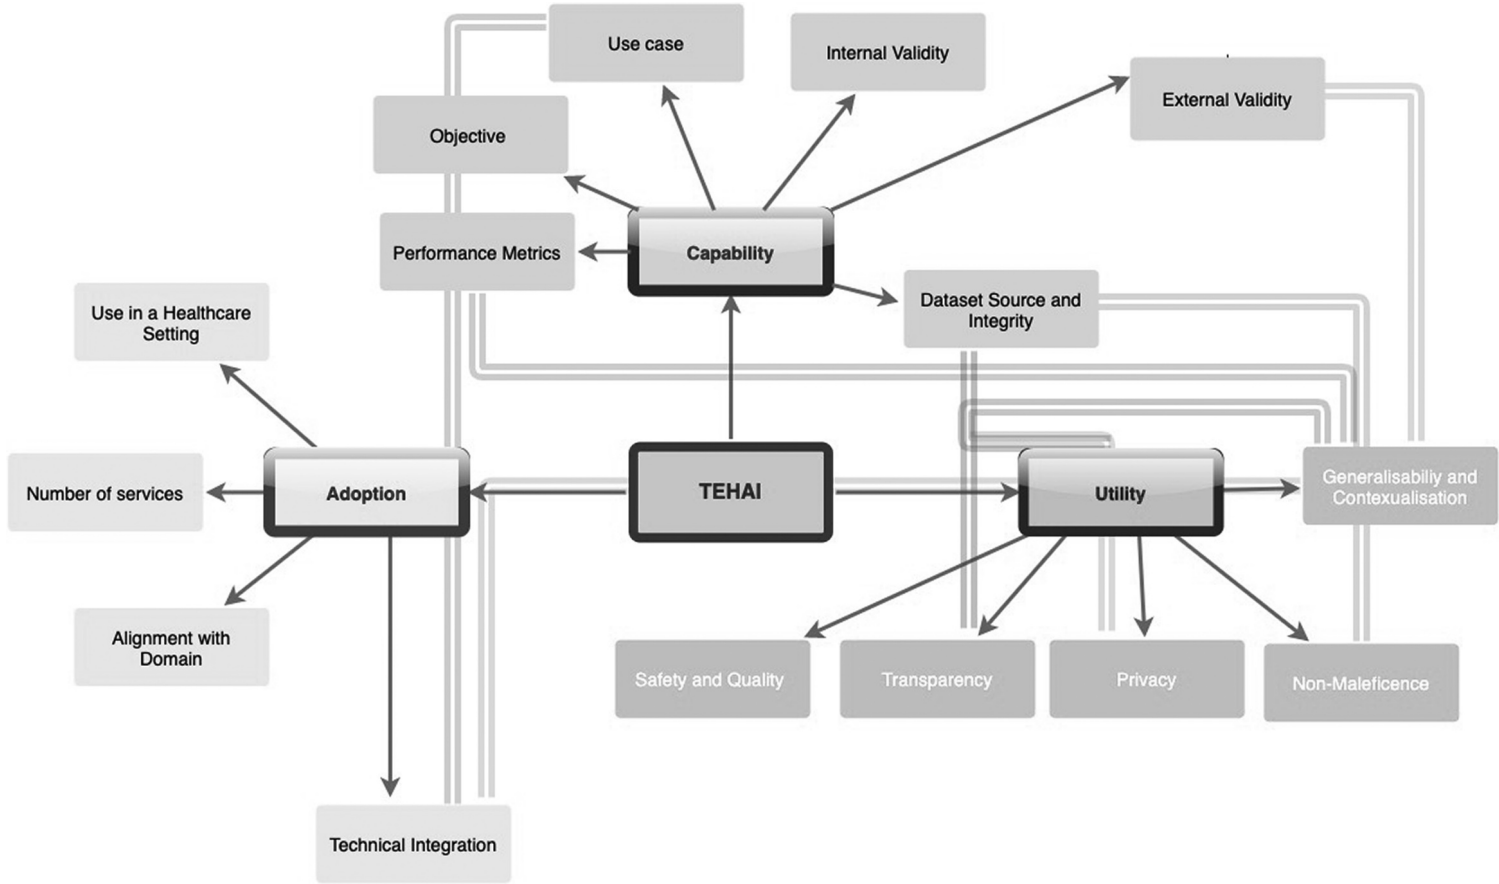 Use case
Internal Validity
External Validity
Objective
Performance Metrics
Capability
Dataset Source and
Integrity
Use in a Healthcare
Setting
Number of services
Adoption
TEHAI
Utility
Generalisabiliy and
Contexualisation
Alignment with
Domain
Safety and Quality
Transparency
Privacy
Non-Maleficence
Technical Integration